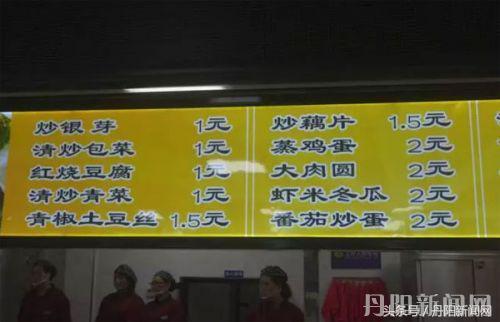 炒银芽 1元
清炒包菜 1元
红烧豆腐 1元
清炒青菜 1元
青椒土豆丝 1.5元
炒藕片 1.5元
蒸鸡蛋 2元
大肉圆 2元
虾米冬瓜 2元
番茄炒蛋 2元
丹阳新闻网
头条号/丹阳新闻网